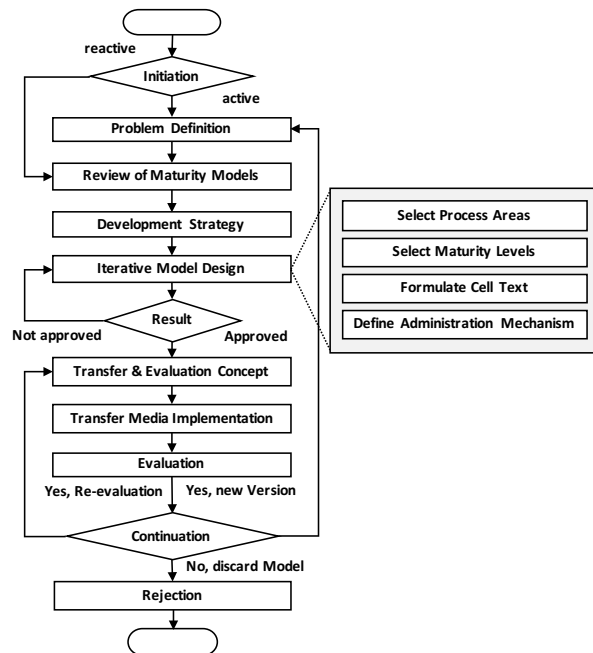 reactive
Initiation
active
Problem Definition
Review of Maturity Models
Development Strategy
Iterative Model Design
Select Process Areas
Select Maturity Levels
Formulate Cell Text
Define Administration Mechanism
Result
Not approved
Approved
Transfer & Evaluation Concept
Transfer Media Implementation
Evaluation
Yes, Re-evaluation
Yes, new Version
Continuation
No, discard Model
Rejection